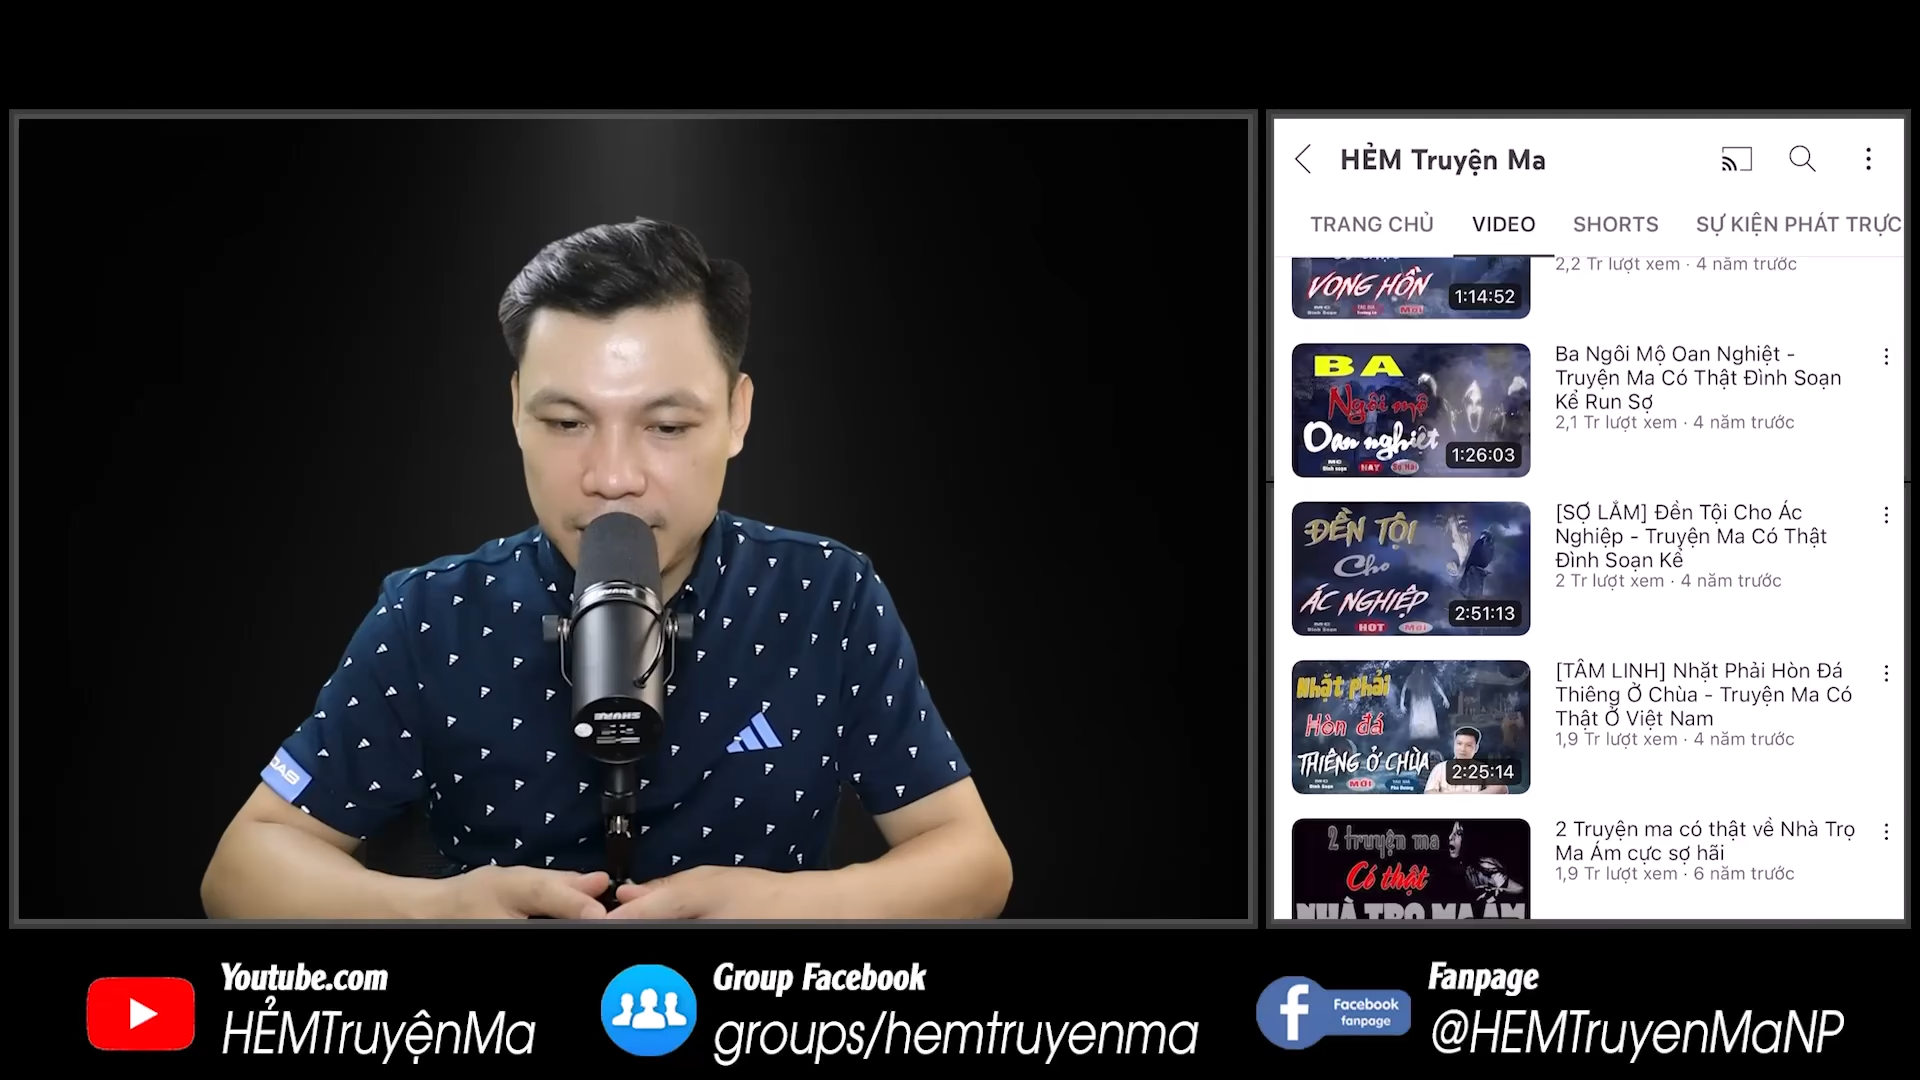 HẺM Truyện Ma
TRANG CHỦ VIDEO SHORTS SỰ KIỆN PHÁT TRỰC
VONG HỒN
1:14:52
2,2 Tr lượt xem · 4 năm trước
BA
Ngôi mộ
Oan nghiệt
HAY
1:26:03
Ba Ngôi Mộ Oan Nghiệt -
Truyện Ma Có Thật Đình Soạn
Kể Run Sợ
2,1 Tr lượt xem · 4 năm trước
ĐỀN TỘI
Cho
ÁC NGHIỆP
HOT Mới
2:51:13
[SỢ LẮM] Đền Tội Cho Ác
Nghiệp - Truyện Ma Có Thật
Đình Soạn Kể
2 Tr lượt xem · 4 năm trước
Nhặt phải
Hòn đá
THIÊNG Ở CHÙA
MỚI
2:25:14
[TÂM LINH] Nhặt Phải Hòn Đá
Thiêng Ở Chùa - Truyện Ma Có
Thật Ở Việt Nam
1,9 Tr lượt xem · 4 năm trước
2 truyện ma
Có thật
NHÀ TRỌ MA ÁM
2 Truyện ma có thật về Nhà Trọ
Ma Ám cực sợ hãi
1,9 Tr lượt xem · 6 năm trước
SHURE
Youtube.com
HẺMTruyệnMa
Group Facebook
groups/hemtruyenma
Facebook
fanpage
Fanpage
@HEMTruyenMaNP